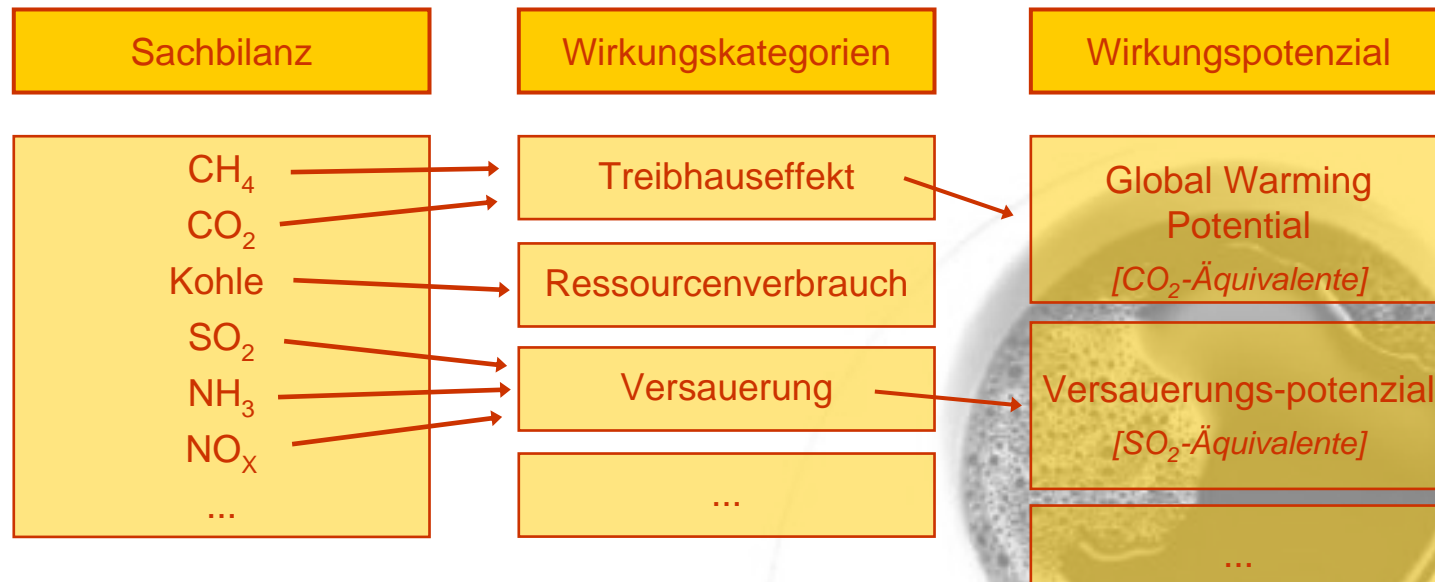 Sachbilanz
Wirkungskategorien
Wirkungspotenzial
CH₄
CO₂
Kohle
SO₂
NH₃
NOₓ
...
Treibhauseffekt
Ressourcenverbrauch
Versauerung
...
Global Warming
Potential
[CO₂-Äquivalente]
Versauerungs-potenzial
[SO₂-Äquivalente]
...